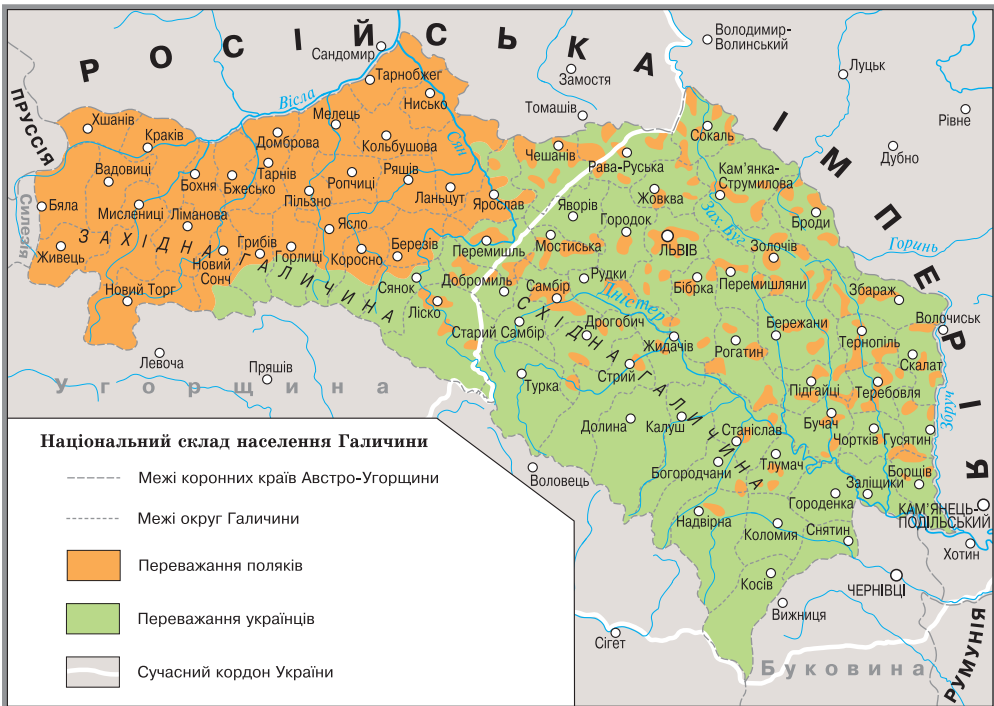 РОСІЙСЬКА ІМПЕРІЯ
ПРУССІЯ
Силезія
Сандомир
Володимир-
Волинський
Замостя
Луцьк
Томашів
Рівне
Дубно
Тарнобжег
Вісла
Нисько
Хшанів
Краків
Мелець
Домброва
Кольбушова
Сян
Сокаль
Чешанів
Рава-Руська
Кам'янка-
Струмилова
Вадовиці
Бохня
Бжесько
Тарнів
Ропчиці
Ряшів
Пільзно
Ланьцут
Ярослав
Яворів
Жовква
Зах. Буг
Броди
Бяла
Мислениці
Ліманова
Ясло
Городок
Горинь
ЗАХІДНА ГАЛИЧИНА
Живець
Новий
Сонч
Грибів
Горлиці
Коросно
Березів
Перемишль
Мостиська
ЛЬВІВ
Золочів
Новий Торг
Сянок
Добромиль
Рудки
Самбір
Бібрка
Перемишляни
Збараж
Ліско
СХІДНА ГАЛИЧИНА
Дністер
Старий Самбір
Дрогобич
Жидачів
Бережани
Волочиськ
Рогатин
Тернопіль
Скалат
Левоча
Пряшів
Угорщина
Турка
Стрий
Підгайці
Теребовля
Збруч
Долина
Калуш
Станіслав
Бучач
Чортків
Гусятин
Воловець
Богородчани
Тлумач
Борщів
Заліщики
Городенка
КАМ'ЯНЕЦЬ-
ПОДІЛЬСЬКИЙ
Надвірна
Коломия
Снятин
Хотин
Косів
ЧЕРНІВЦІ
Вижниця
Сігет
Буковина
РУМУНІЯ
Національний склад населення Галичини
Межі коронних країв Австро-Угорщини
Межі округ Галичини
Переважання поляків
Переважання українців
Сучасний кордон України